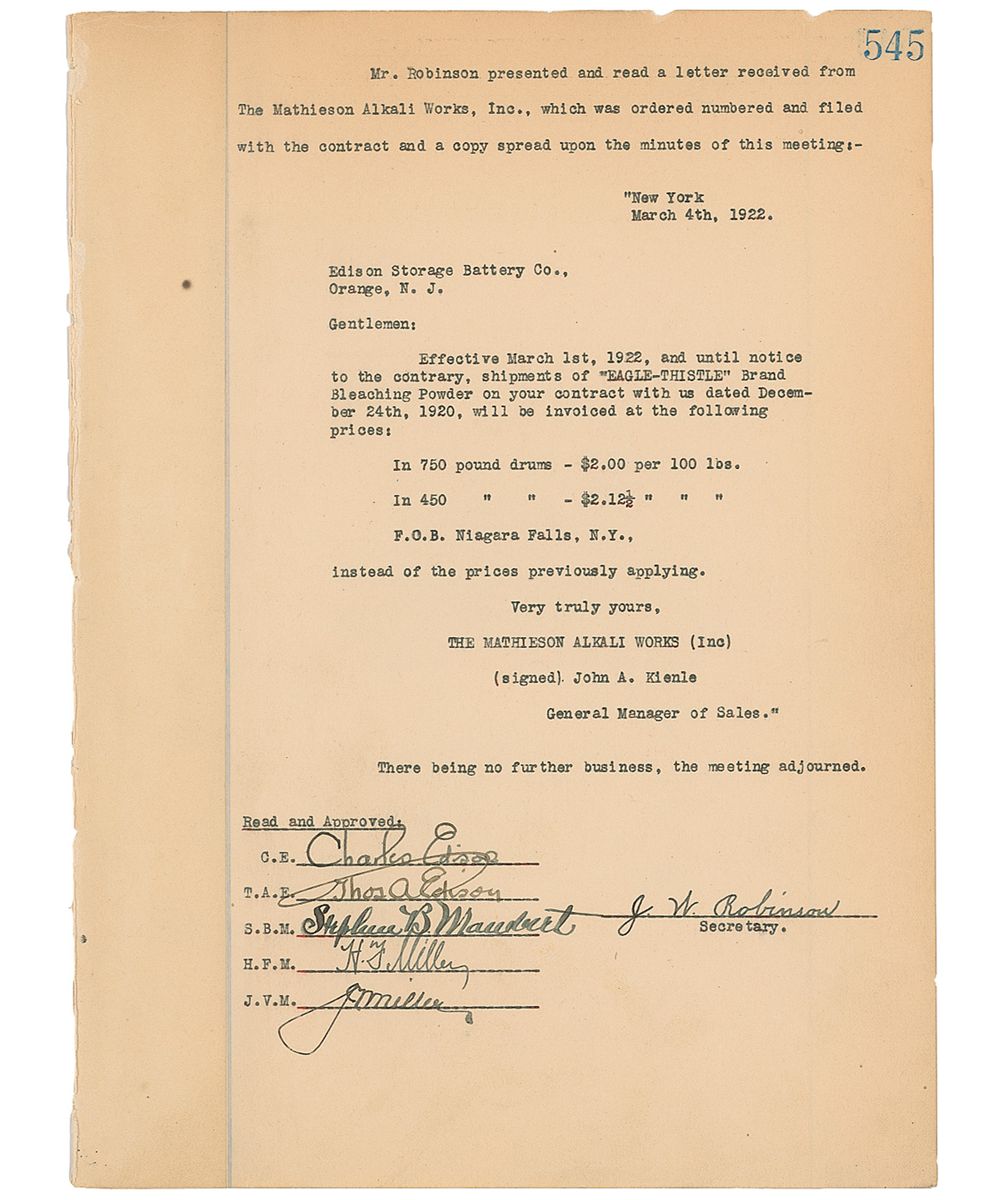 545
Mr. Robinson presented and read a letter received from
The Mathieson Alkali Works, Inc., which was ordered numbered and filed
with the contract and a copy spread upon the minutes of this meeting:-
"New York
March 4th, 1922.
Edison Storage Battery Co.,
Orange, N. J.
Gentlemen:
Effective March 1st, 1922, and until notice
to the contrary, shipments of "EAGLE-THISTLE" Brand
Bleaching Powder on your contract with us dated Decem-
ber 24th, 1920, will be invoiced at the following
prices:
In 750 pound drums - $2.00 per 100 lbs.
In 450 " " - $2.12½ " " "
F.O.B. Niagara Falls, N.Y.,
instead of the prices previously applying.
Very truly yours,
THE MATHIESON ALKALI WORKS (Inc)
(signed). John A. Kienle
General Manager of Sales."
There being no further business, the meeting adjourned.
Read and Approved:
C.E. Charles Edison
T.A.E. Thos A Edison
S.B.M. Stephen B. Mambert
J. W. Robinson
Secretary.
H.F.M. H. F. Miller
J.V.M. J V Miller